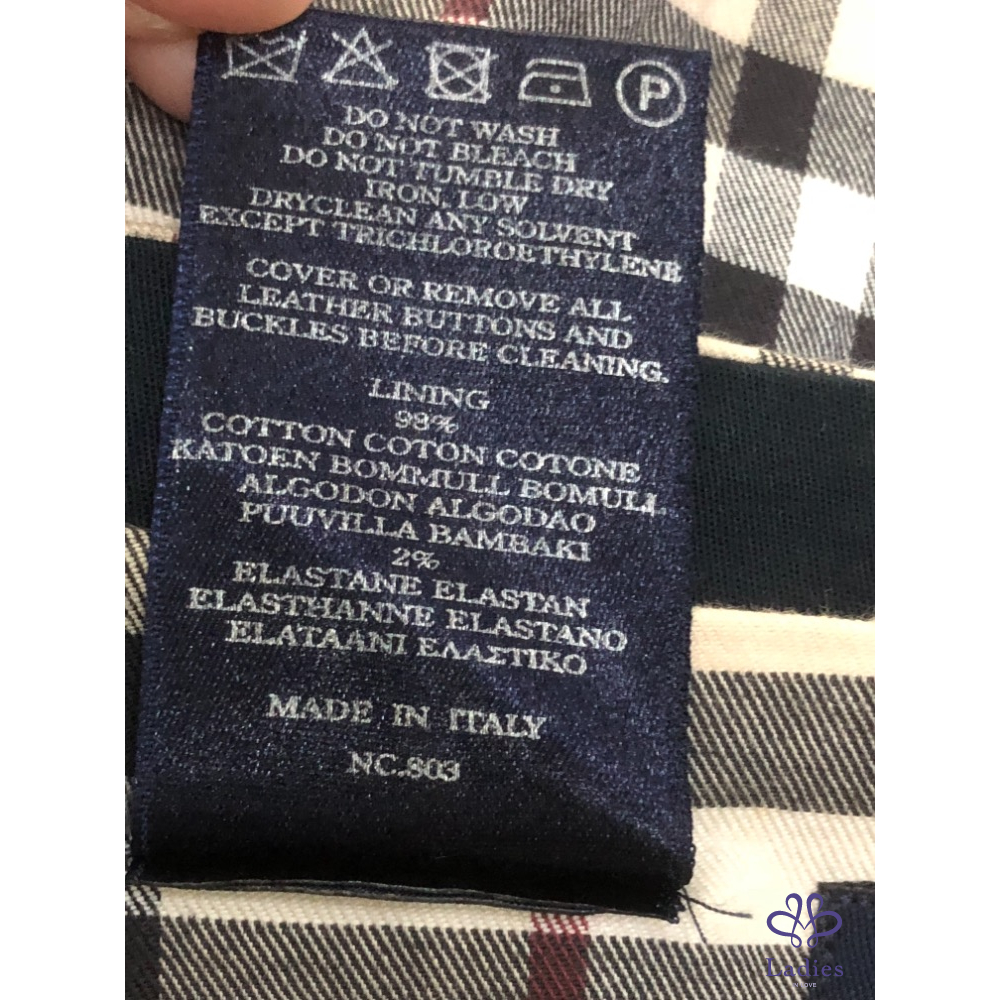 P
DO NOT WASH
DO NOT BLEACH
DO NOT TUMBLE DRY
IRON, LOW
DRYCLEAN ANY SOLVENT
EXCEPT TRICHLOROETHYLENE
COVER OR REMOVE ALL
LEATHER BUTTONS AND
BUCKLES BEFORE CLEANING.
LINING
98%
COTTON COTON COTONE
KATOEN BOMMULL BOMULL
ALGODON ALGODAO
PUUVILLA BAMBAKI
2%
ELASTANE ELASTAN
ELASTHANNE ELASTANO
ELATAANI ΕΛΑΣΤΙΚΟ
MADE IN ITALY
NC.803
Ladies